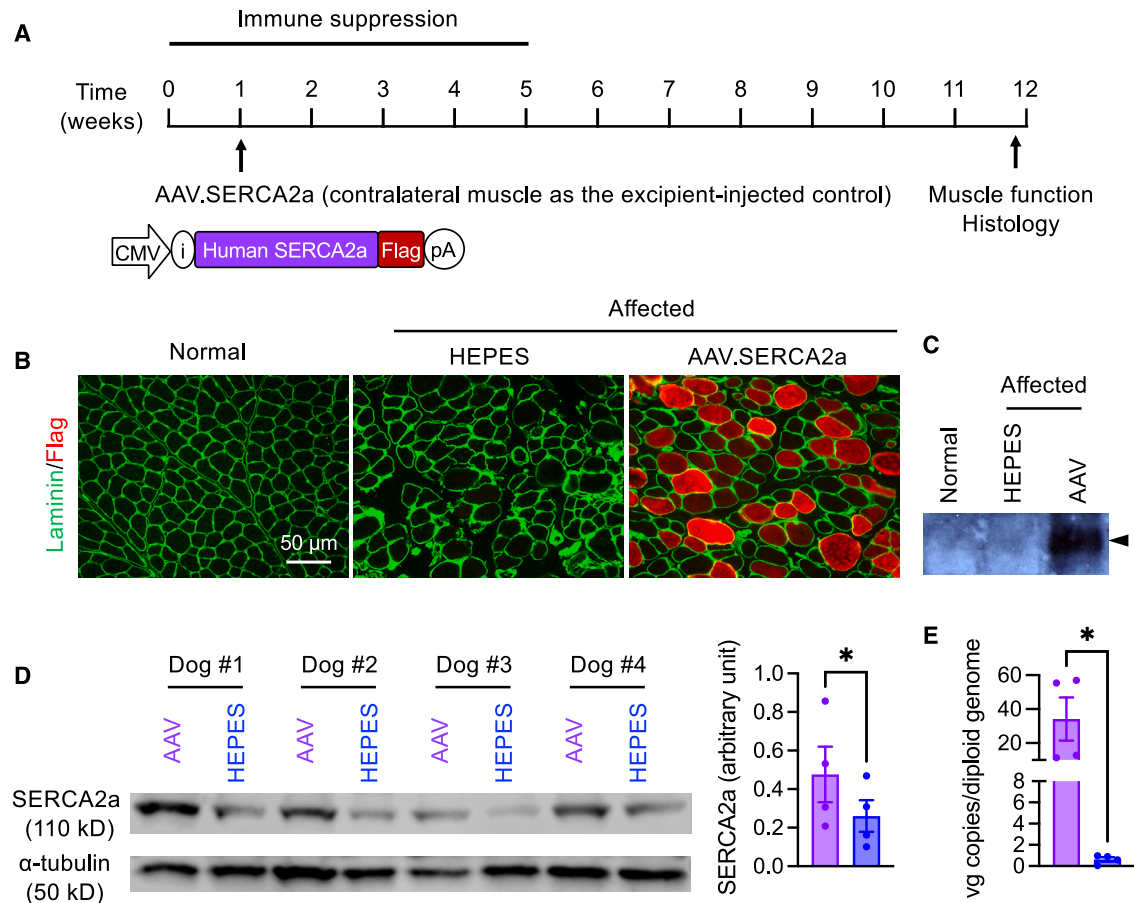 A
Immune suppression
Time
(weeks)
0 1 2 3 4 5 6 7 8 9 10 11 12
AAV.SERCA2a (contralateral muscle as the excipient-injected control)
Muscle function
Histology
CMV i Human SERCA2a Flag pA
B
Affected
Normal HEPES AAV.SERCA2a
Laminin/Flag
50 µm
C
Affected
Normal HEPES AAV
D
Dog #1 Dog #2 Dog #3 Dog #4
AAV HEPES AAV HEPES AAV HEPES AAV HEPES
SERCA2a
(110 kD)
α-tubulin
(50 kD)
SERCA2a (arbitrary unit)
1.0
0.8
0.6
0.4
0.2
0.0
*
E
vg copies/diploid genome
60
40
20
8
6
4
2
0
*